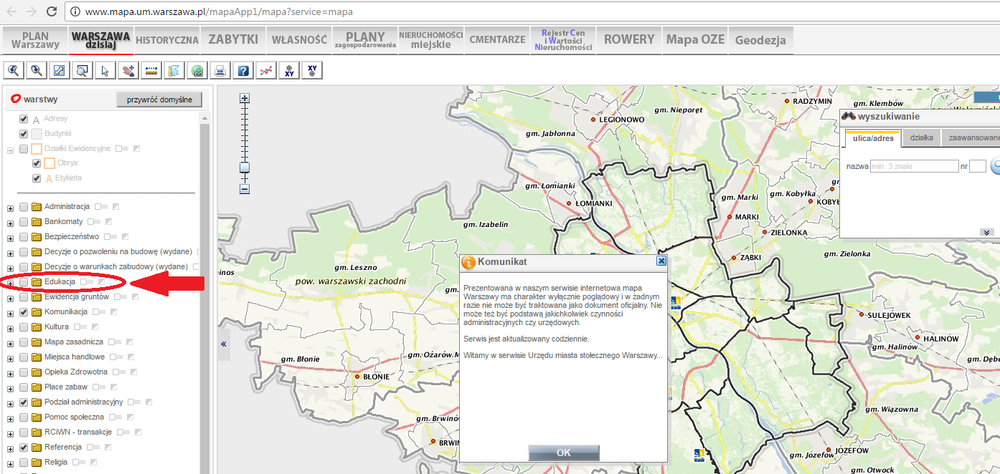 www.mapa.um.warszawa.pl/mapaApp1/mapa?service=mapa
PLAN
Warszawy
WARSZAWA
dzisiaj
HISTORYCZNA
ZABYTKI
WŁASNOŚĆ
PLANY
zagospodarowania
NIERUCHOMOŚCI
miejskie
CMENTARZE
Rejestr Cen
i Wartości
Nieruchomości
ROWERY
Mapa OZE
Geodezja
XY
XY
warstwy
przywróć domyślne
A Adresy
Budynki
Działki Ewidencyjne
Obrys
A Etykieta
Administracja
Bankomaty
Bezpieczeństwo
Decyzje o pozwoleniu na budowę (wydane)
Decyzje o warunkach zabudowy (wydane)
Edukacja
Ewidencja gruntów
Komunikacja
Kultura
Mapa zasadnicza
Miejsca handlowe
Opieka Zdrowotna
Place zabaw
Podział administracyjny
Pomoc społeczna
RCiWN - transakcje
Referencja
Religia
RADZYMIN
gm. Klembów
gm. Nieporęt
LEGIONOWO
gm. Jabłonna
gm. Łomianki
ŁOMIANKI
gm. Marki
gm. Kobyłka
MARKI
gm. Izabelin
ZIELONKA
ZĄBKI
gm. Zielonka
gm. Leszno
pow. warszawski zachodni
gm. Błonie
gm. Ożarów M
BŁONIE
gm. Brwinów
SULEJÓWEK
HALINÓW
gm. Halinów
gm. Wiązowna
JÓZEFÓW
gm. Józefów
gm. Otwock
wyszukiwanie
ulica/adres
działka
zaawansowane
nazwa min. 3 znaki nr
Komunikat
Prezentowana w naszym serwisie internetowa mapa
Warszawy ma charakter wyłącznie poglądowy i w żadnym
razie nie może być traktowana jako dokument oficjalny. Nie
może też być podstawą jakichkolwiek czynności
administracyjnych czy urzędowych.
Serwis jest aktualizowany codziennie.
Witamy w serwisie Urzędu miasta stołecznego Warszawy...
OK